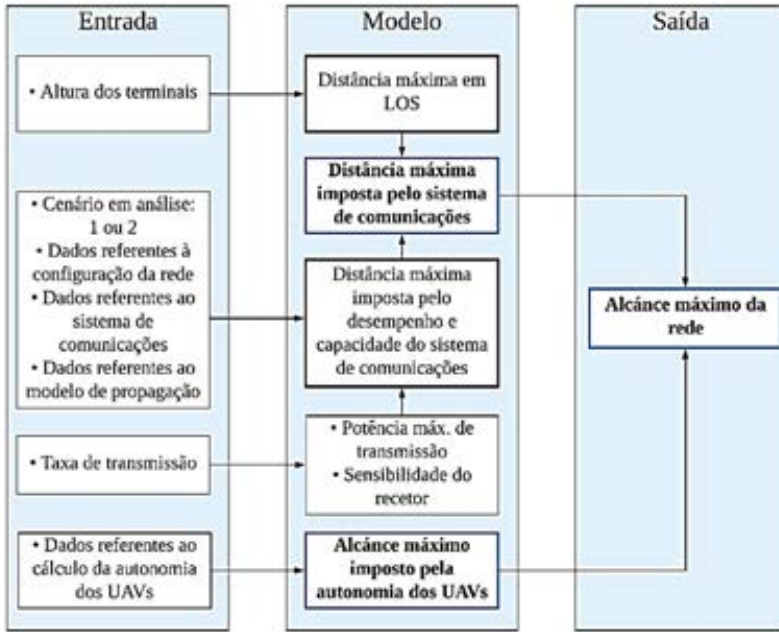 Entrada
• Altura dos terminais
• Cenário em análise:
1 ou 2
• Dados referentes à
configuração da rede
• Dados referentes ao
sistema de
comunicações
• Dados referentes ao
modelo de propagação
• Taxa de transmissão
• Dados referentes ao
cálculo da autonomia
dos UAVs
Modelo
Distância máxima em
LOS
Distância máxima
imposta pelo sistema
de comunicações
Distância máxima
imposta pelo
desempenho e
capacidade do sistema
de comunicações
• Potência máx. de
transmissão
• Sensibilidade do
recetor
Alcánce máximo
imposto pela
autonomia dos UAVs
Saída
Alcánce máximo da
rede